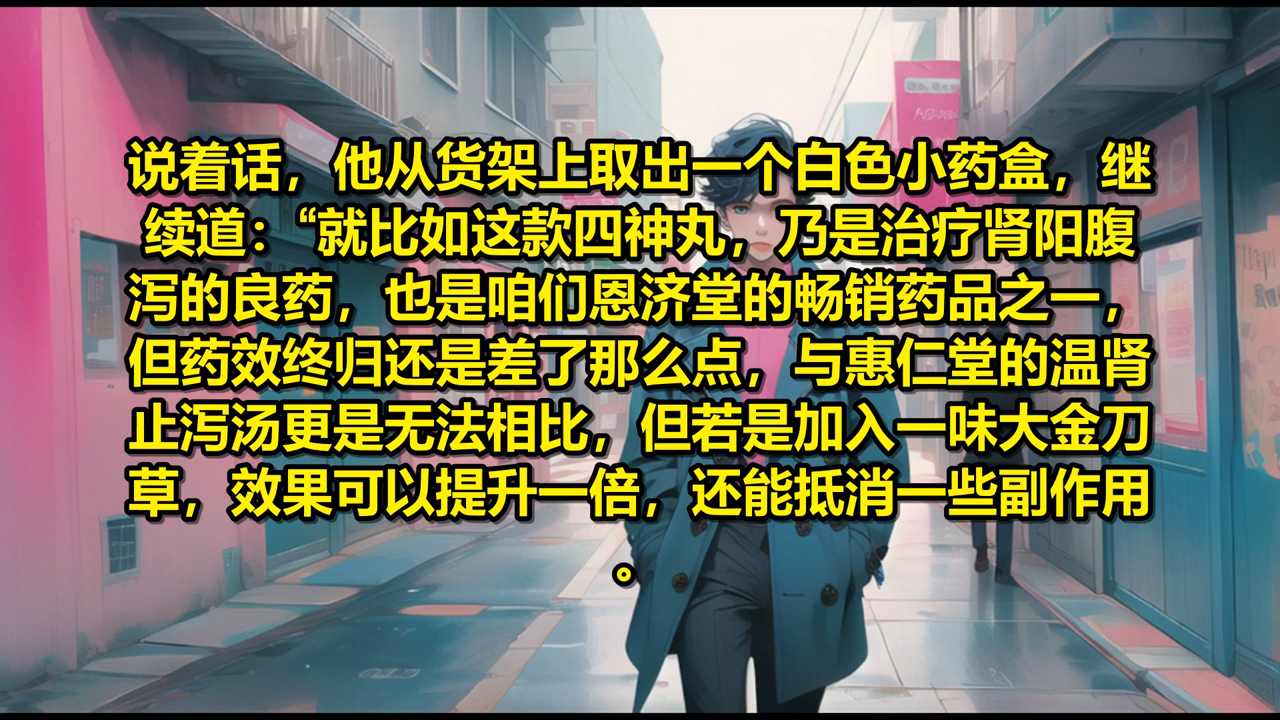 说着话，他从货架上取出一个白色小药盒，继
续道：“就比如这款四神丸，乃是治疗肾阳腹
泻的良药，也是咱们恩济堂的畅销药品之一，
但药效终归还是差了那么点，与惠仁堂的温肾
止泻汤更是无法相比，但若是加入一味大金刀
草，效果可以提升一倍，还能抵消一些副作用
。